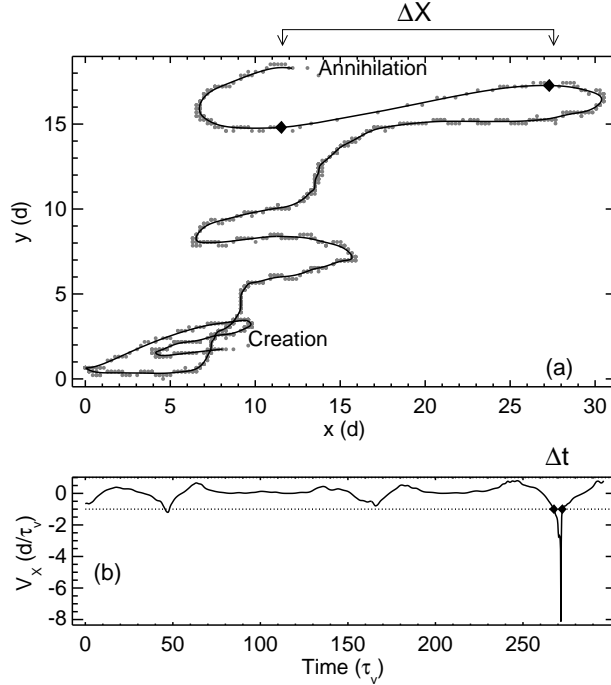 ΔX
Annihilation
15
10
5
0
y (d)
Creation
(a)
0 5 10 15 20 25 30
x (d)
Δt
0
-2
-4
-6
-8
V_X (d/τ_v)
(b)
0 50 100 150 200 250
Time (τ_v)